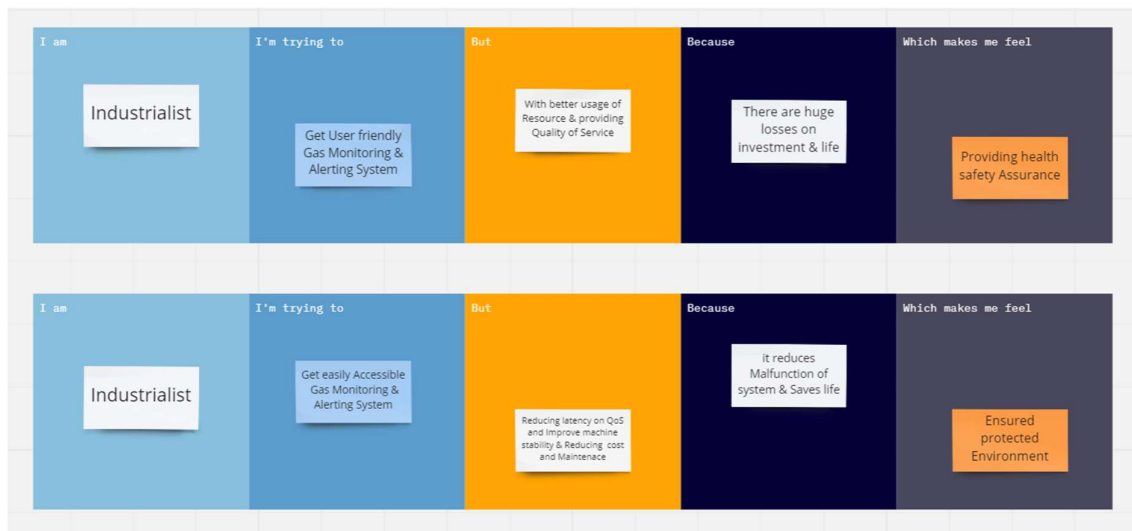 I am
I'm trying to
But
Because
Which makes me feel
Industrialist
Get User friendly
Gas Monitoring &
Alerting System
With better usage of
Resource & providing
Quality of Service
There are huge
losses on
investment & life
Providing health
safety Assurance
I am
I'm trying to
But
Because
Which makes me feel
Industrialist
Get easily Accessible
Gas Monitoring &
Alerting System
Reducing latency on QoS
and Improve machine
stability & Reducing cost
and Maintenace
it reduces
Malfunction of
system & Saves life
Ensured
protected
Environment